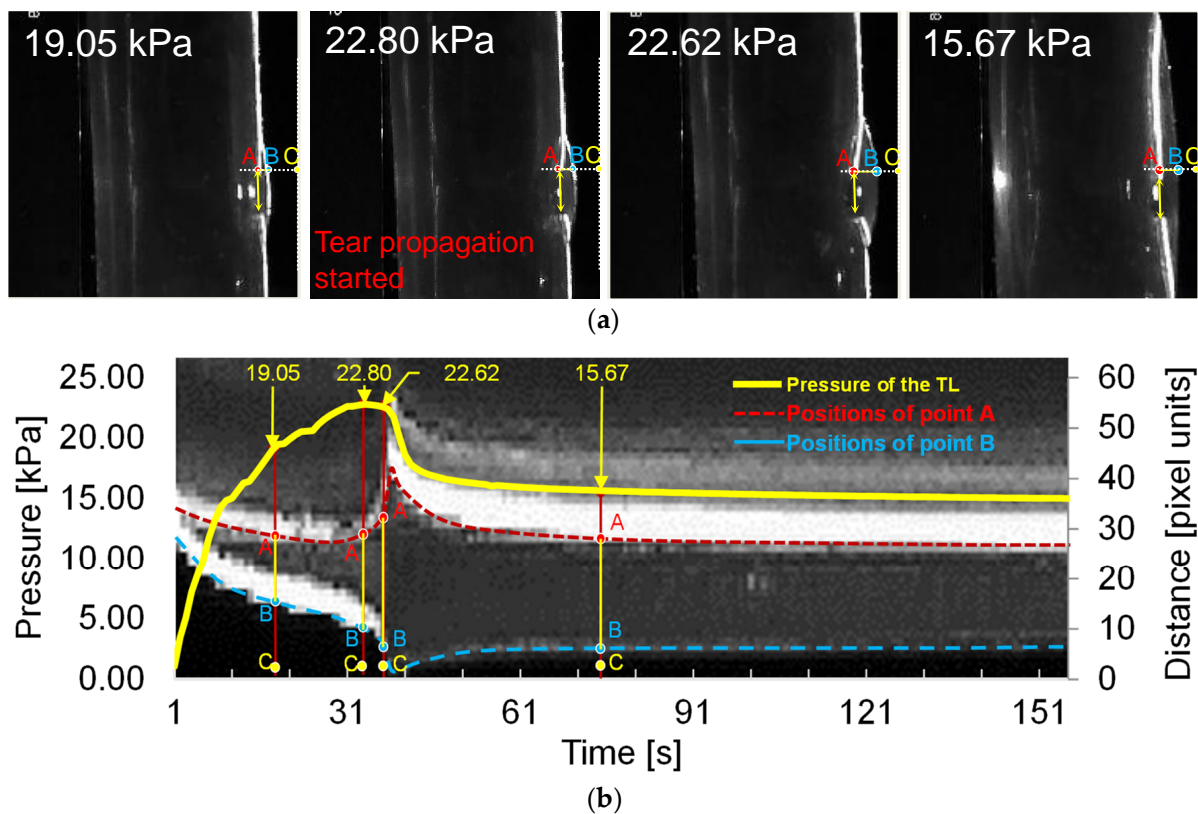 19.05 kPa
22.80 kPa
22.62 kPa
15.67 kPa
A B C
A B C
A B C
A B C
Tear propagation
started
(a)
Pressure [kPa]
25.00
20.00
15.00
10.00
5.00
0.00
19.05
22.80
22.62
15.67
Pressure of the TL
Positions of point A
Positions of point B
A
A
A
A
B
B
B
B
C
C
C
C
60
50
40
30
20
10
0
Distance [pixel units]
1 31 61 91 121 151
Time [s]
(b)